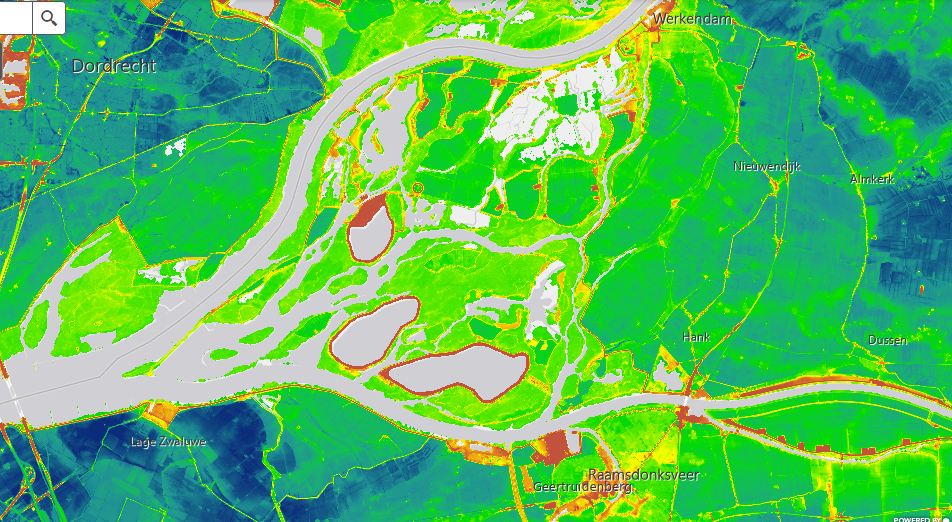 Werkendam
Dordrecht
Nieuwendijk
Almkerk
Hank
Dussen
Lage Zwaluwe
Raamsdonksveer
Geertruidenberg
POWERED BY